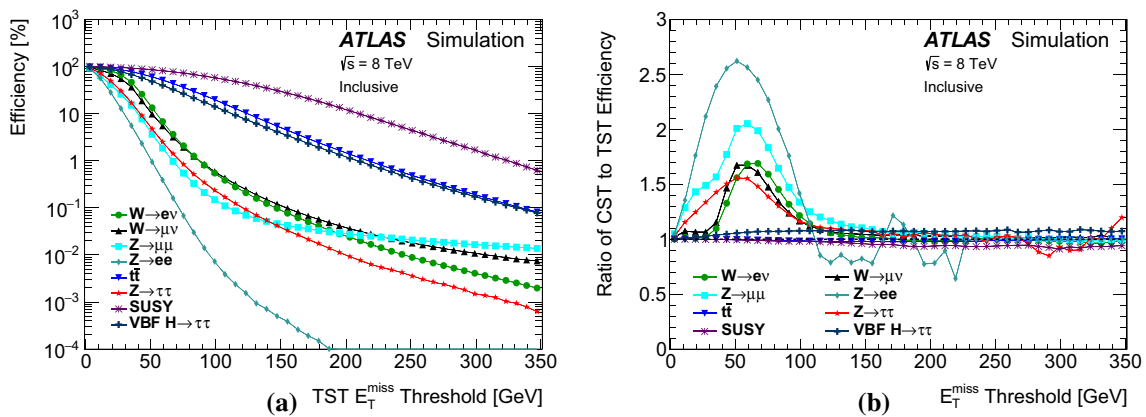 Efficiency [%]
10³
10²
10
1
10⁻¹
10⁻²
10⁻³
10⁻⁴
ATLAS Simulation
√s = 8 TeV
Inclusive
W→eν
W→μν
Z→μμ
Z→ee
tt̄
Z→ττ
SUSY
VBF H→ττ
0 50 100 150 200 250 300 350
TST E_T^miss Threshold [GeV]
(a)
Ratio of CST to TST Efficiency
3
2.5
2
1.5
1
0.5
0
ATLAS Simulation
√s = 8 TeV
Inclusive
W→eν W→μν
Z→μμ Z→ee
tt̄ Z→ττ
SUSY VBF H→ττ
0 50 100 150 200 250 300 350
E_T^miss Threshold [GeV]
(b)